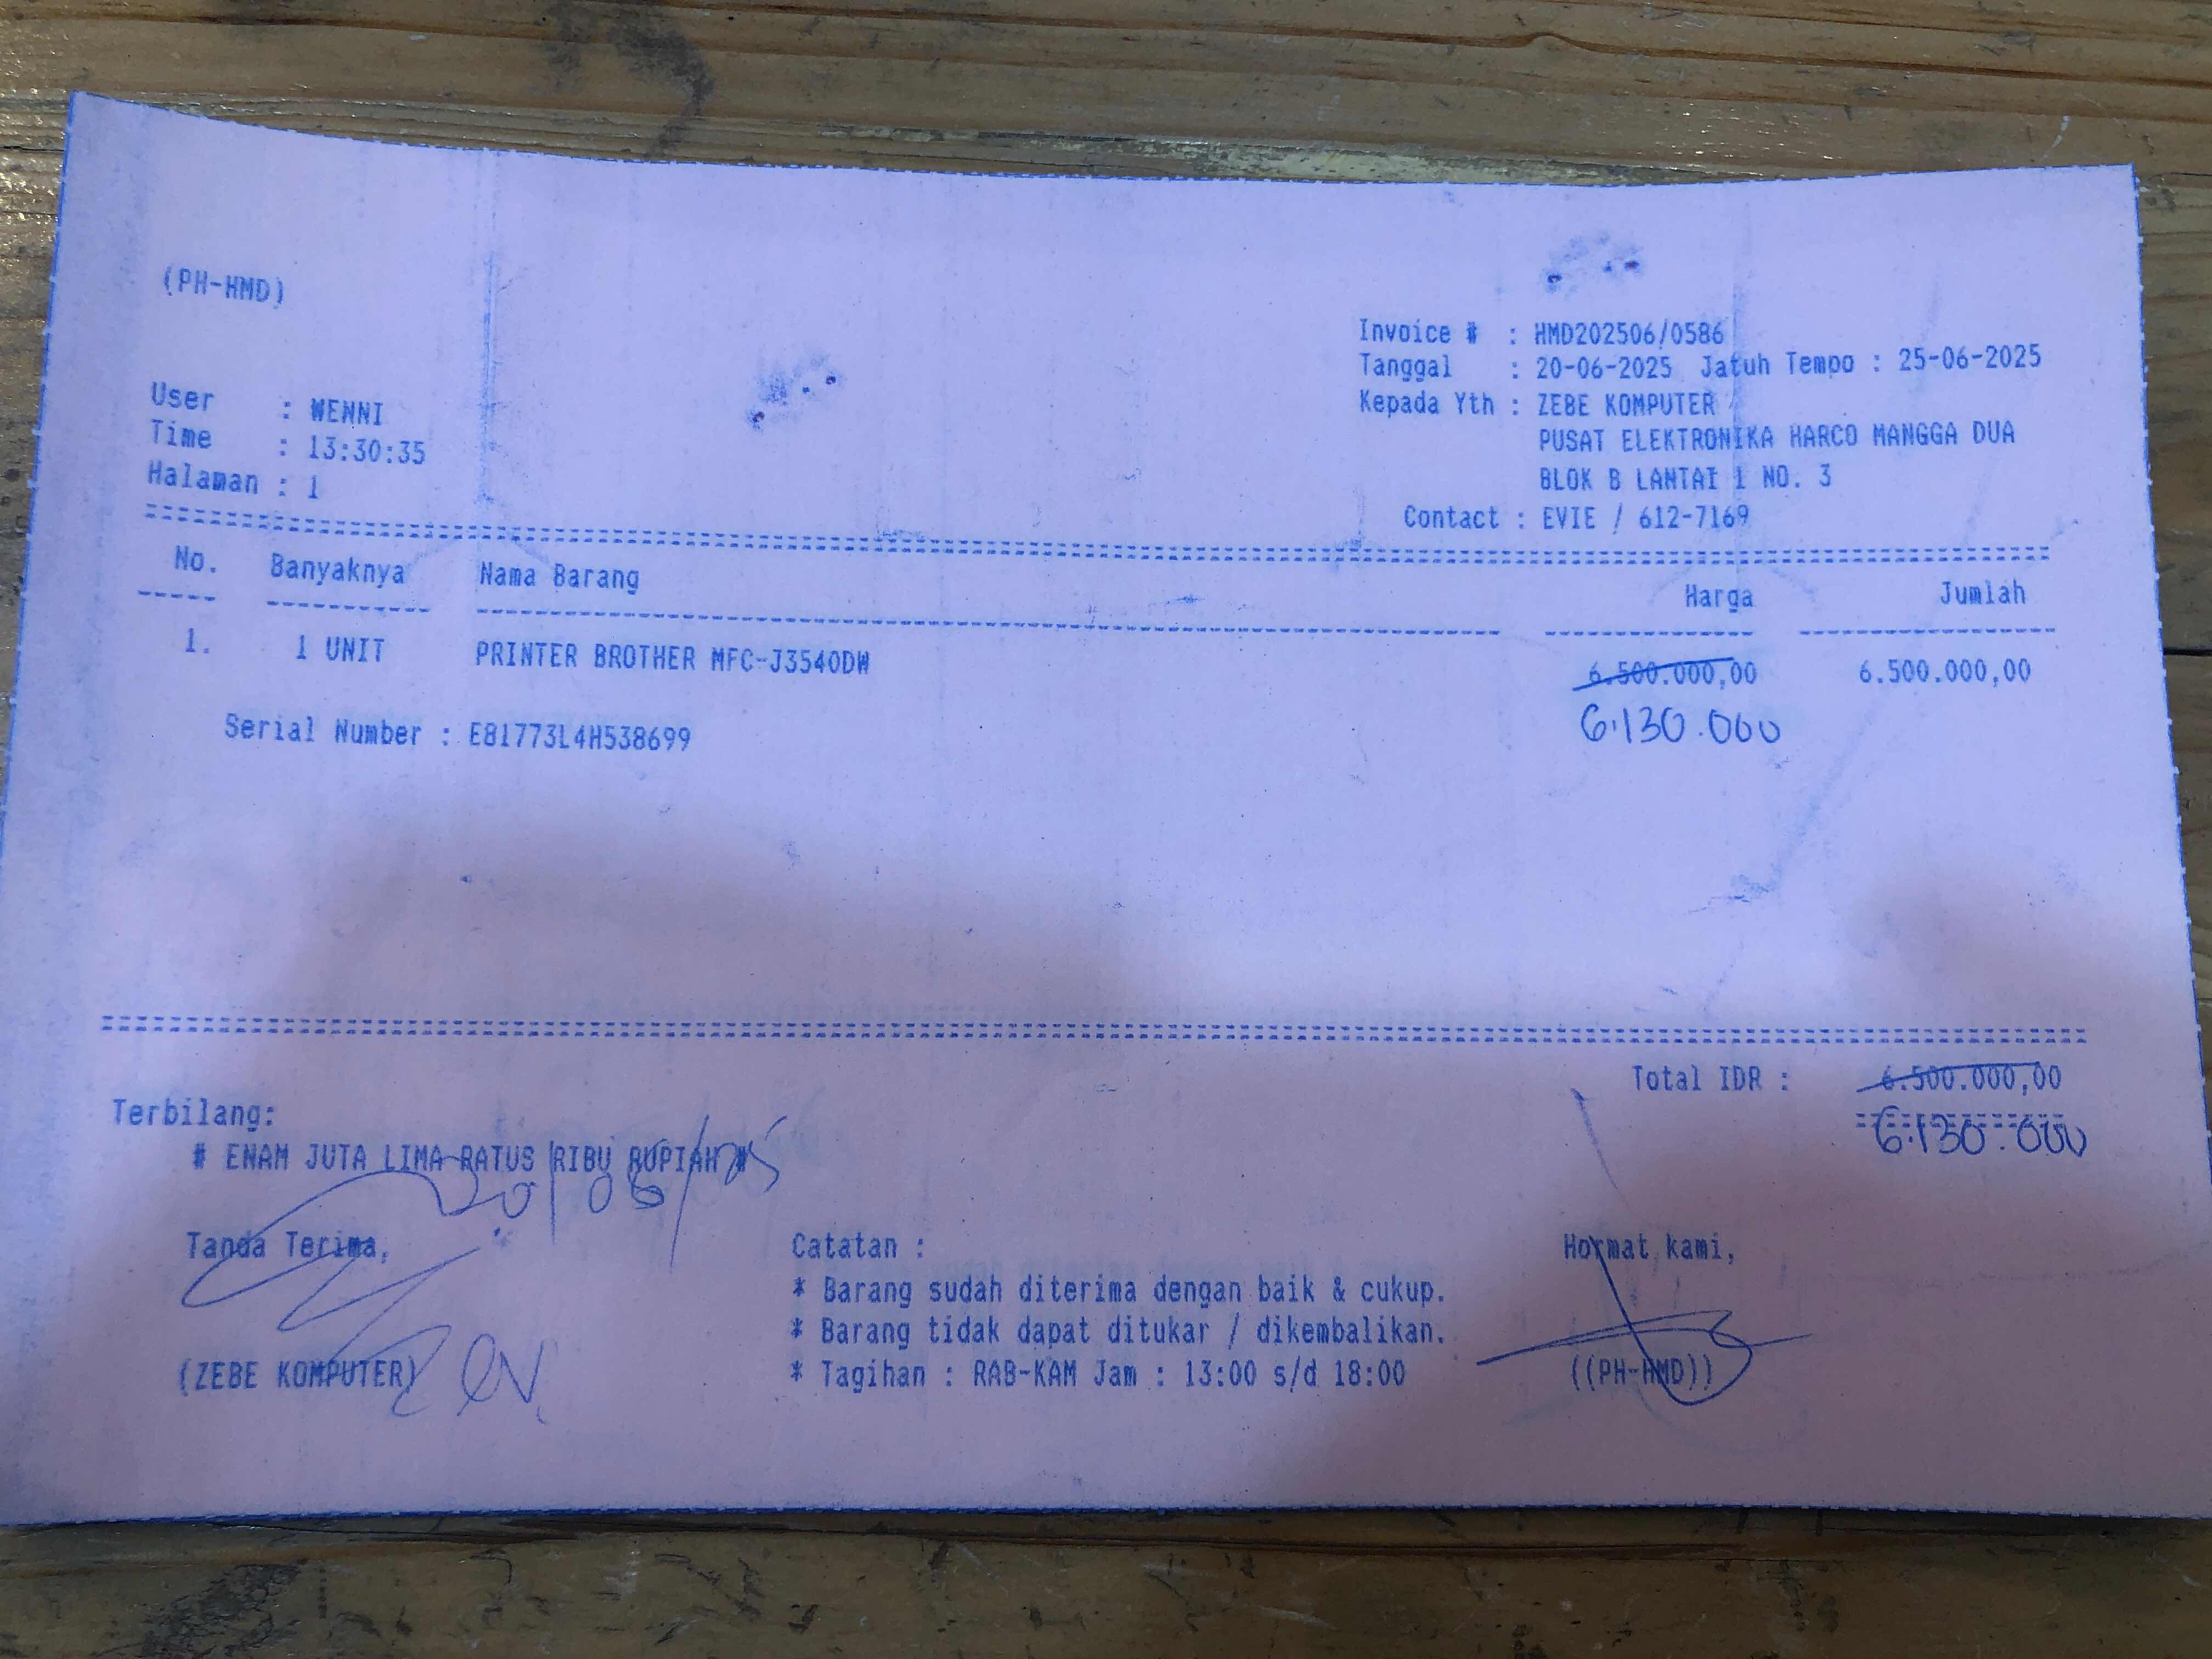 (PH-HMD)
Invoice # : HMD202506/0586
Tanggal : 20-06-2025 Jatuh Tempo : 25-06-2025
Kepada Yth : ZEBE KOMPUTER
PUSAT ELEKTRONIKA HARCO MANGGA DUA
BLOK B LANTAI 1 NO. 3
Contact : EVIE / 612-7169
User : WENNI
Time : 13:30:35
Halaman : 1
No. Banyaknya Nama Barang Harga Jumlah
1. 1 UNIT PRINTER BROTHER MFC-J3540DW 6.500.000,00 6.500.000,00
6.130.000
Serial Number : E81773L4H538699
Total IDR : 6.500.000,00
6.130.000
Terbilang:
# ENAM JUTA LIMA RATUS RIBU RUPIAH #
20/06/25
Tanda Terima,
(ZEBE KOMPUTER)
Catatan :
* Barang sudah diterima dengan baik & cukup.
* Barang tidak dapat ditukar / dikembalikan.
* Tagihan : RAB-KAM Jam : 13:00 s/d 18:00
Hormat kami,
((PH-HMD))